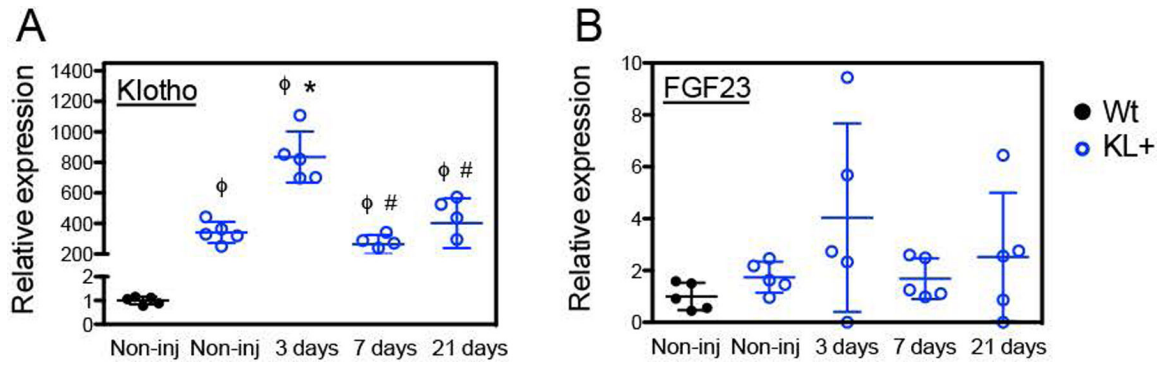 A
Relative expression
Klotho
1400
1200
1000
800
600
400
200
2
1
0
ϕ
ϕ *
ϕ #
ϕ #
Non-inj Non-inj 3 days 7 days 21 days
B
Relative expression
FGF23
10
8
6
4
2
0
Non-inj Non-inj 3 days 7 days 21 days
Wt
KL+